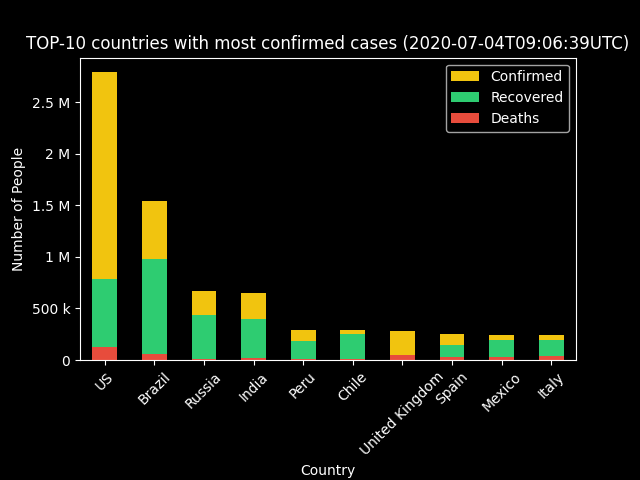 TOP-10 countries with most confirmed cases (2020-07-04T09:06:39UTC)
Confirmed
Recovered
Deaths
Number of People
2.5 M
2 M
1.5 M
1 M
500 k
0
US
Brazil
Russia
India
Peru
Chile
United Kingdom
Spain
Mexico
Italy
Country